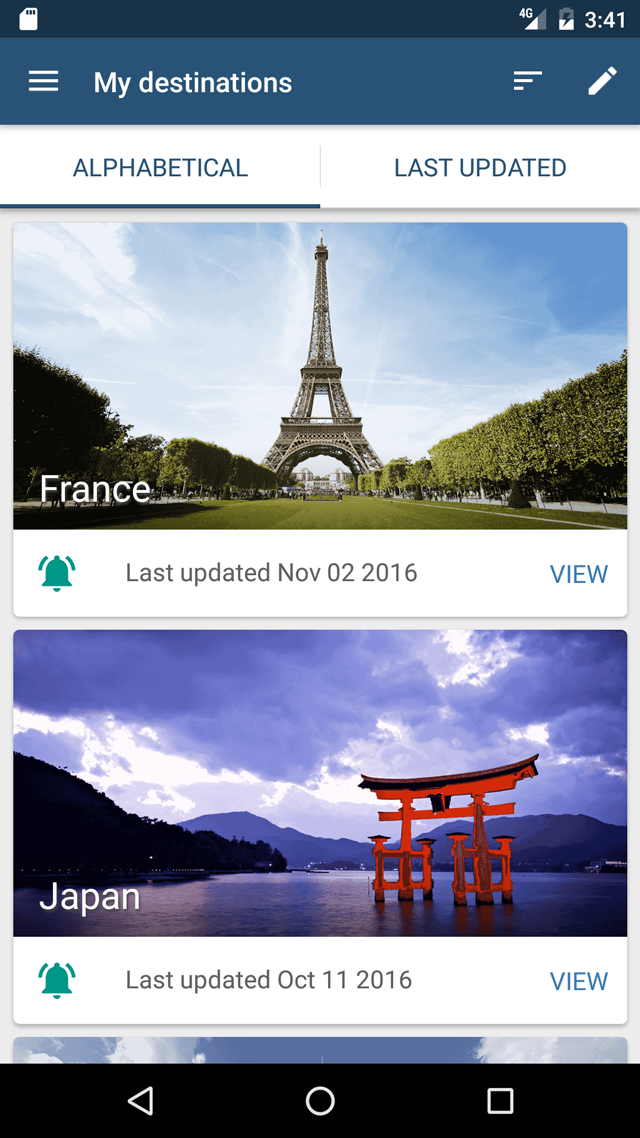 4G 3:41
My destinations
ALPHABETICAL LAST UPDATED
France
Last updated Nov 02 2016 VIEW
Japan
Last updated Oct 11 2016 VIEW